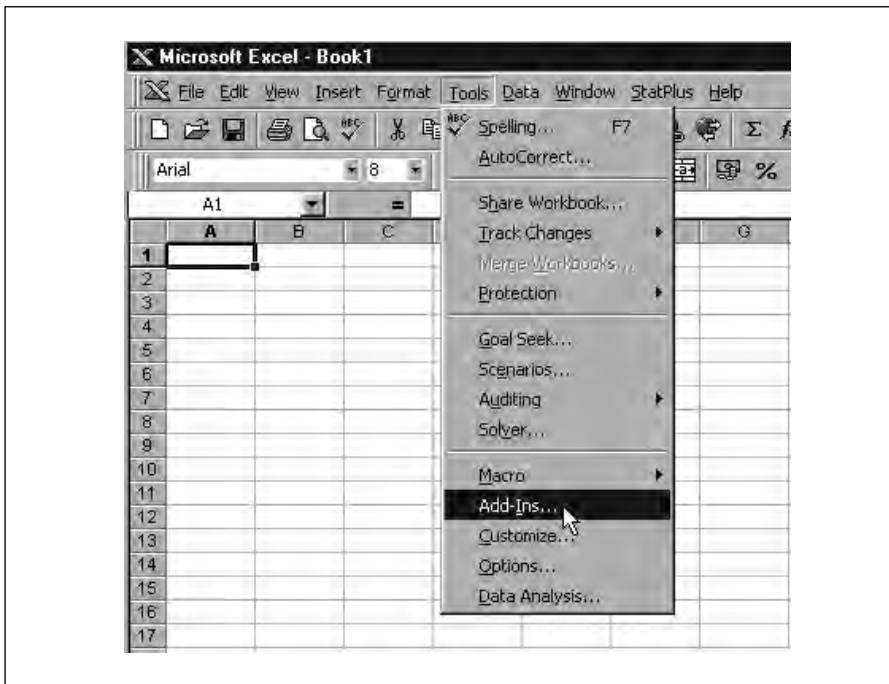 Microsoft Excel - Book1
File Edit View Insert Format Tools Data Window StatPlus Help
Spelling... F7
AutoCorrect...
Arial 8 %
Share Workbook...
A1 =
Track Changes
A B C G
Merge Workbooks...
Protection
Goal Seek...
Scenarios...
Auditing
Solver...
Macro
Add-Ins...
Customize...
Options...
Data Analysis...
1
2
3
4
5
6
7
8
9
10
11
12
13
14
15
16
17